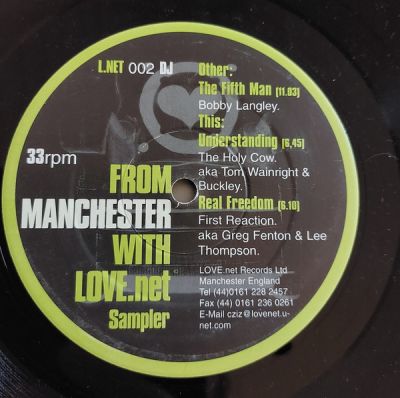 L.NET 002 DJ
33rpm
FROM
MANCHESTER
WITH
LOVE.net
Sampler
Other:
The Fifth Man [11.93]
Bobby Langley.
This:
Understanding [6,45]
The Holy Cow.
aka Tom Wainright &
Buckley.
Real Freedom [6.10]
First Reaction.
aka Greg Fenton & Lee
Thompson.
LOVE.net Records Ltd
Manchester England
Tel (44)0161 228 2457
Fax (44) 0161 236 0261
E-Mail cziz@lovenet.u-
net.com